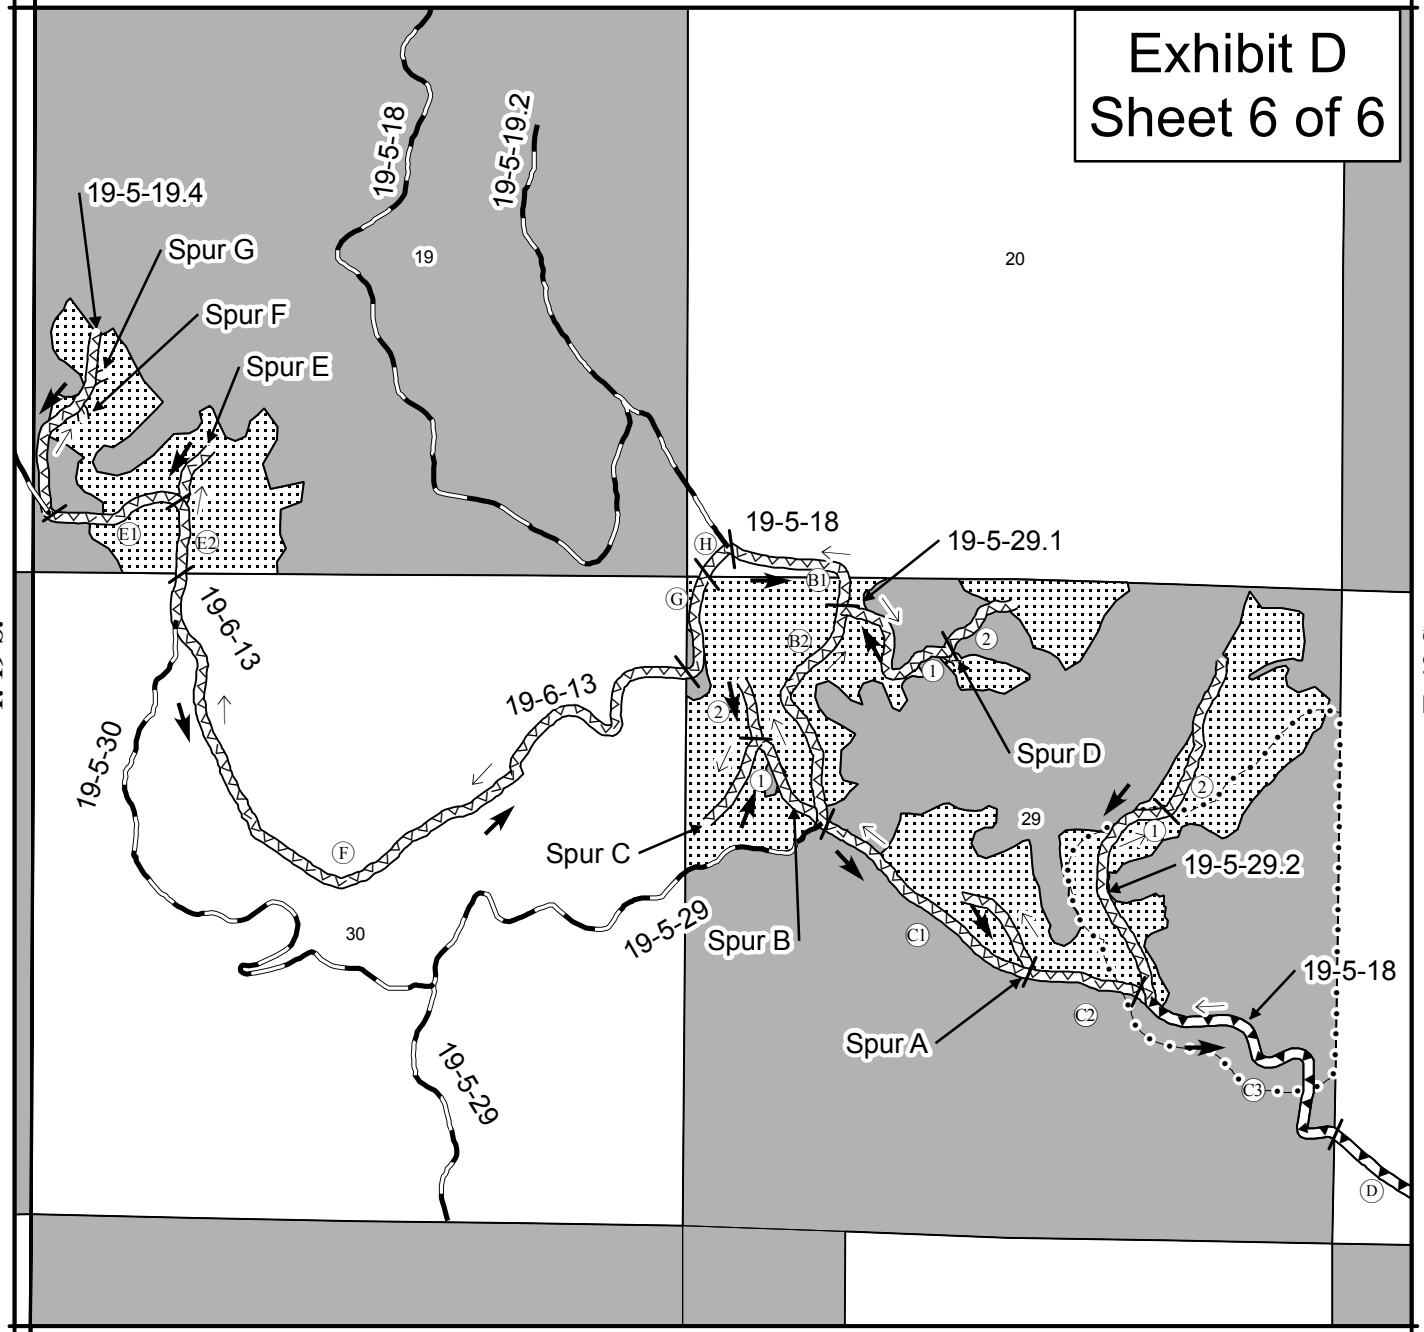 Exhibit D
Sheet 6 of 6
19-5-18
19-5-19.2
19-5-19.4
Spur G
19
20
Spur F
Spur E
E1
E2
H
19-5-18
19-5-29.1
B1
G
B2
2
1
19-6-13
19-6-13
2
Spur D
19-5-30
1
2
29
1
F
Spur C
19-5-29.2
19-5-29
Spur B
C1
30
19-5-18
C2
Spur A
19-5-29
C3
D